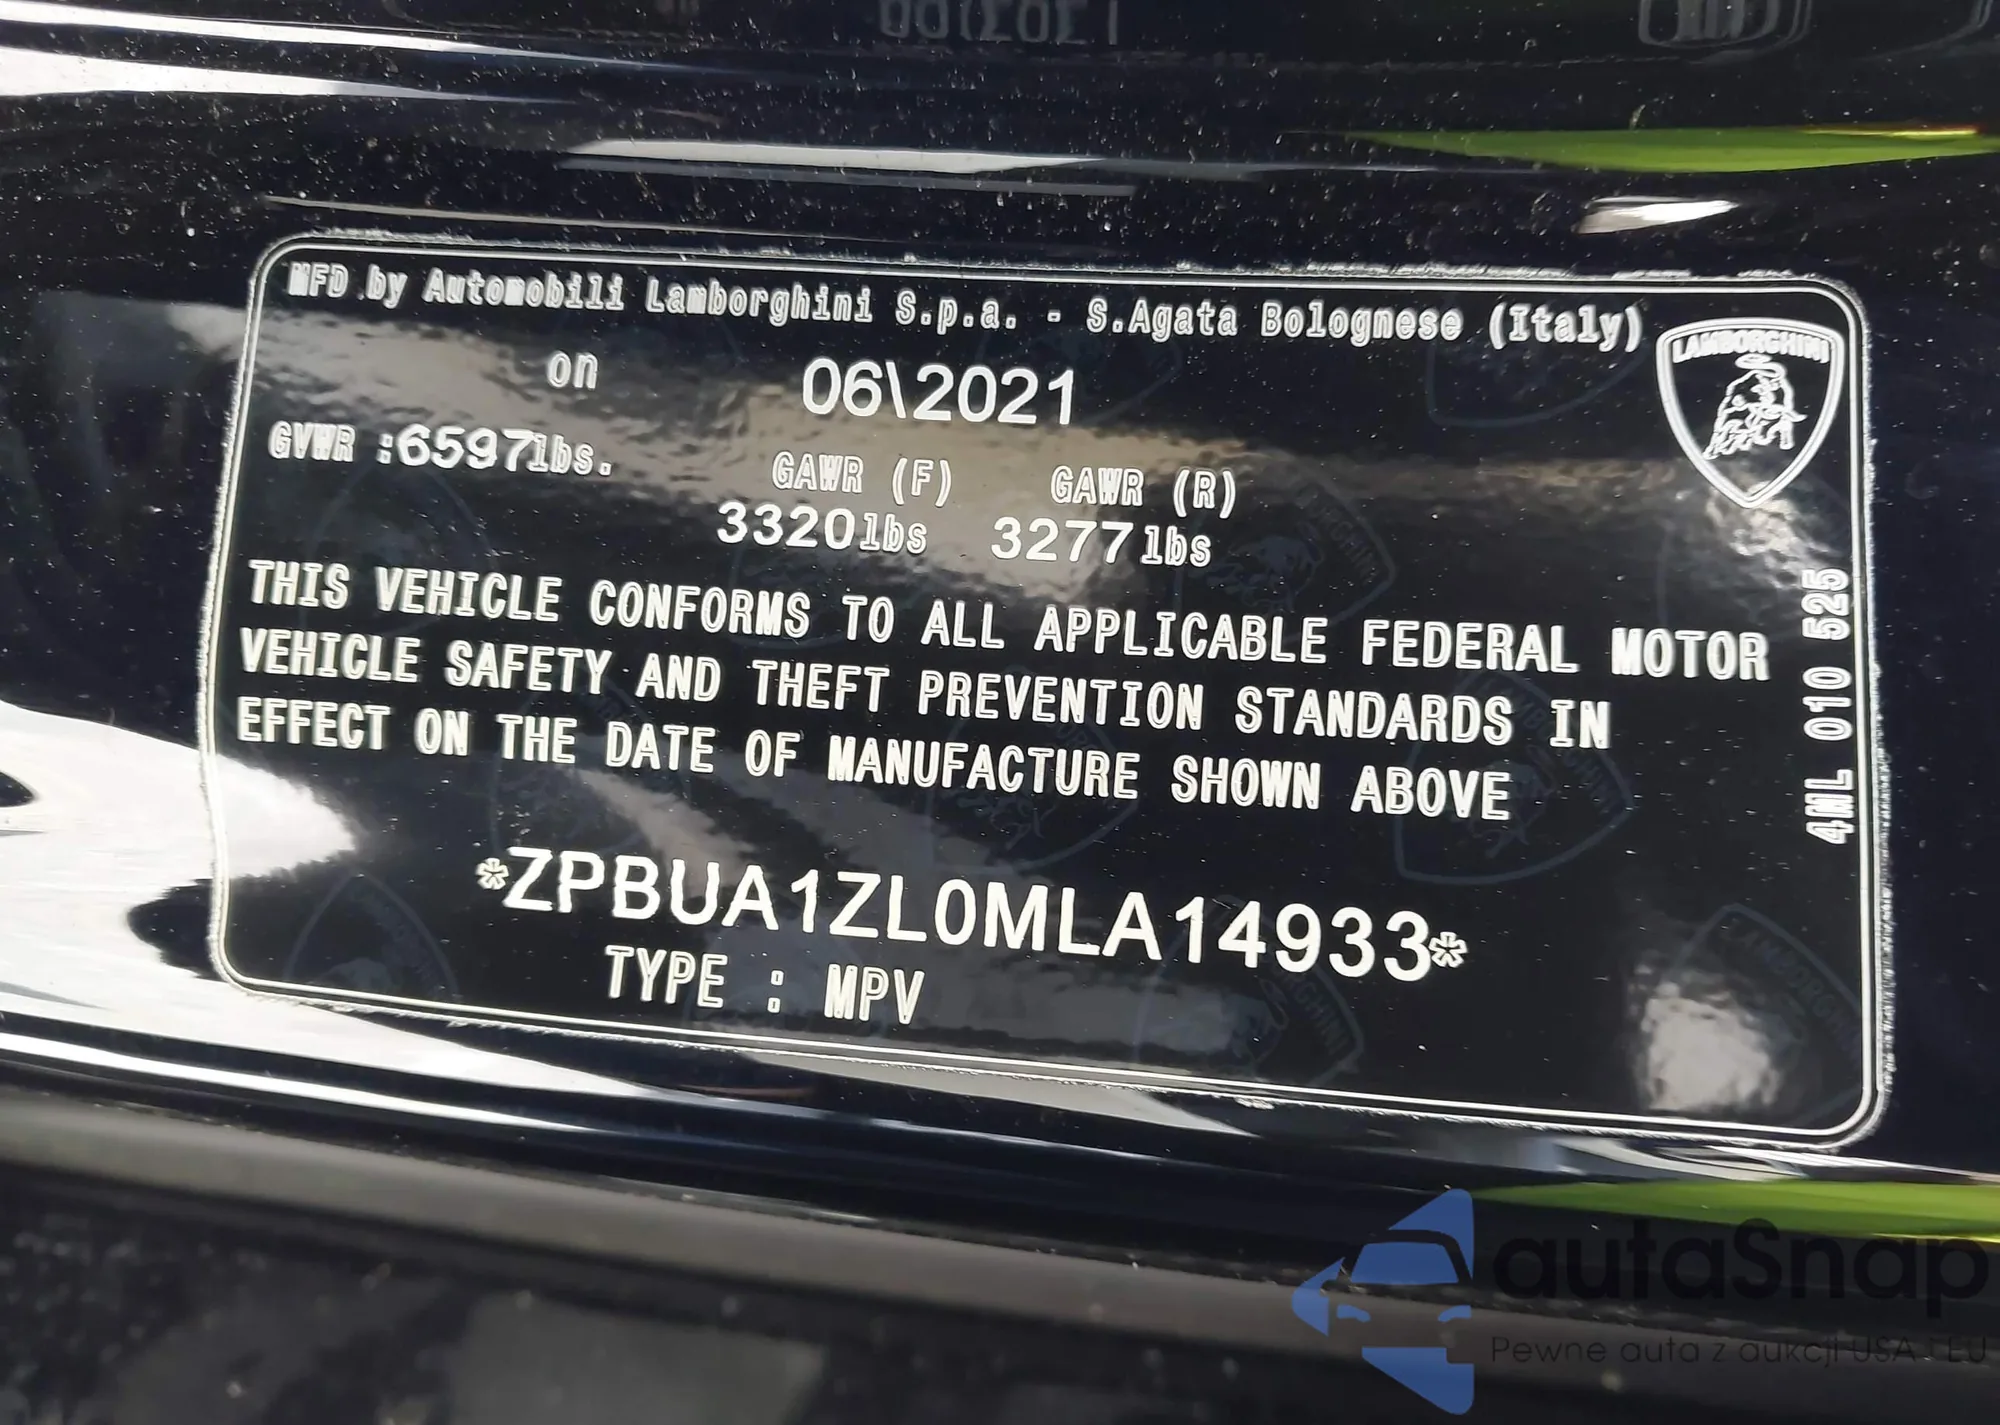 MFD by Automobili Lamborghini S.p.a. - S.Agata Bolognese (Italy)
LAMBORGHINI
on 06\2021
GVWR :6597lbs. GAWR (F) GAWR (R)
3320lbs 3277lbs
THIS VEHICLE CONFORMS TO ALL APPLICABLE FEDERAL MOTOR
VEHICLE SAFETY AND THEFT PREVENTION STANDARDS IN
EFFECT ON THE DATE OF MANUFACTURE SHOWN ABOVE
4ML 010 525
*ZPBUA1ZL0MLA14933*
TYPE : MPV
autaSnap
Pewne auta z aukcji USA i EU